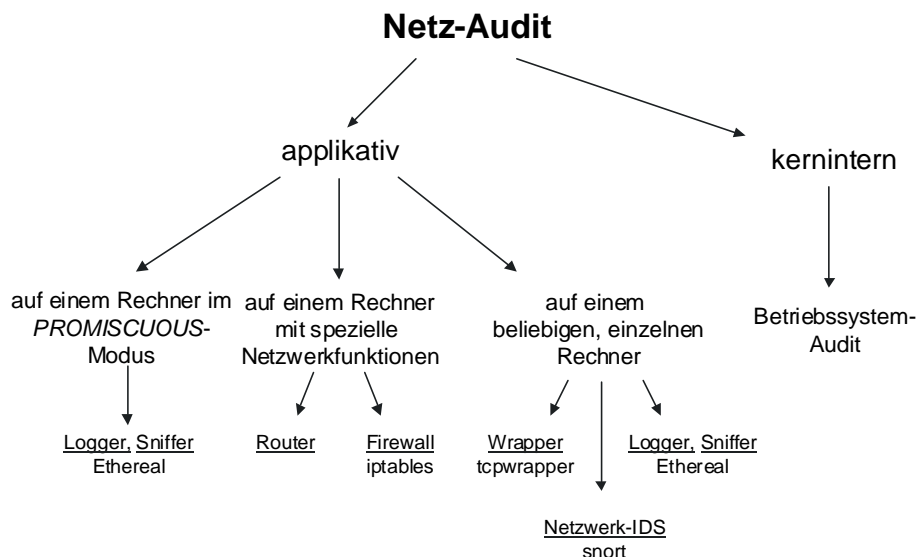 Netz-Audit
applikativ
kernintern
auf einem Rechner im
PROMISCUOUS-
Modus
auf einem Rechner
mit spezielle
Netzwerkfunktionen
auf einem
beliebigen, einzelnen
Rechner
Betriebssystem-
Audit
Logger, Sniffer
Ethereal
Router
Firewall
iptables
Wrapper
tcpwrapper
Logger, Sniffer
Ethereal
Netzwerk-IDS
snort